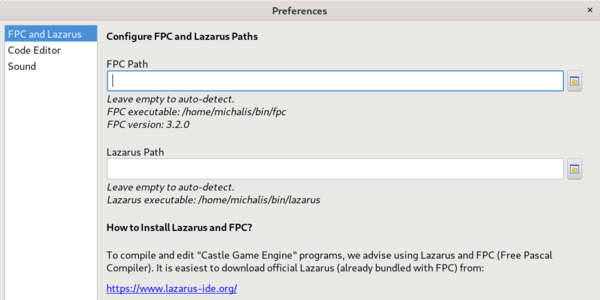 Preferences
×
FPC and Lazarus
Code Editor
Sound
Configure FPC and Lazarus Paths
FPC Path
Leave empty to auto-detect.
FPC executable: /home/michalis/bin/fpc
FPC version: 3.2.0
Lazarus Path
Leave empty to auto-detect.
Lazarus executable: /home/michalis/bin/lazarus
How to Install Lazarus and FPC?
To compile and edit "Castle Game Engine" programs, we advise using Lazarus and FPC (Free Pascal
Compiler). It is easiest to download official Lazarus (already bundled with FPC) from:
https://www.lazarus-ide.org/